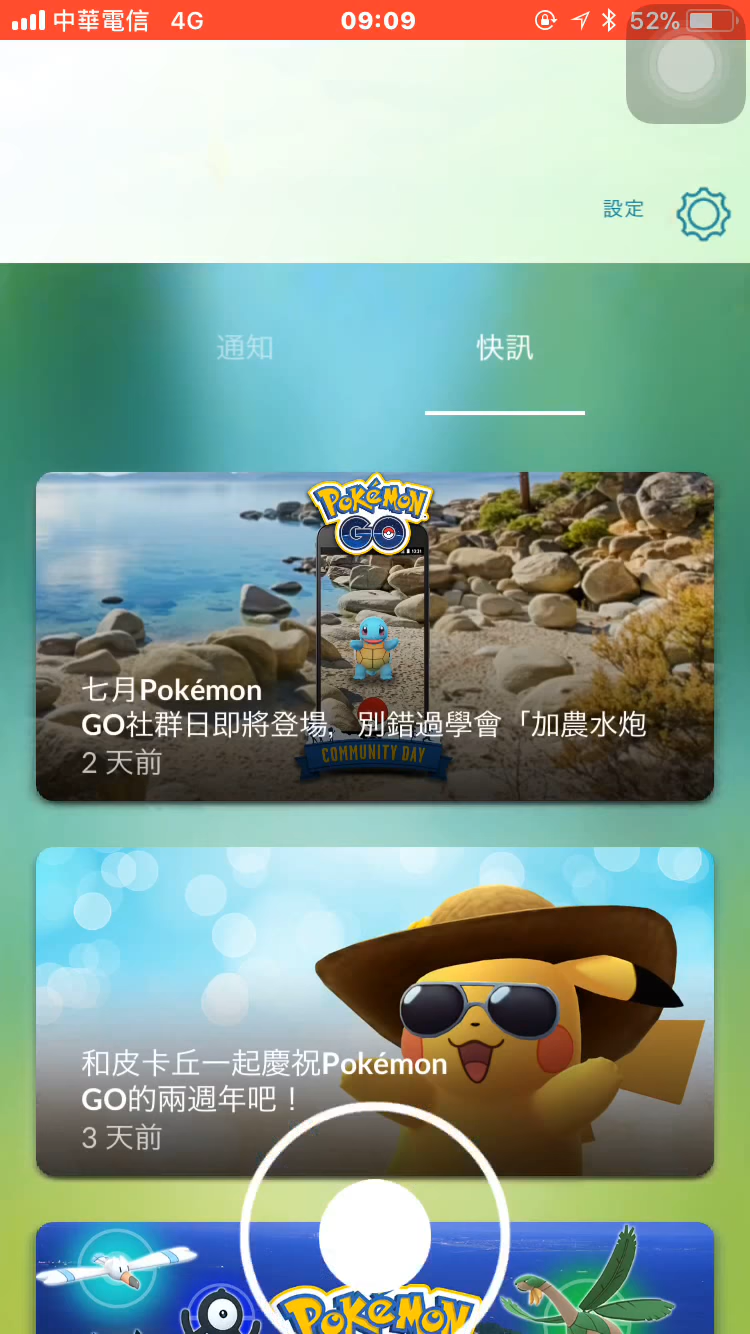 中華電信 4G 09:09 52%
設定
通知 快訊
POKÉMON
GO
七月Pokémon
GO社群日即將登場，別錯過學會「加農水炮
COMMUNITY DAY
2 天前
和皮卡丘一起慶祝Pokémon
GO的兩週年吧！
3 天前
POKÉMON